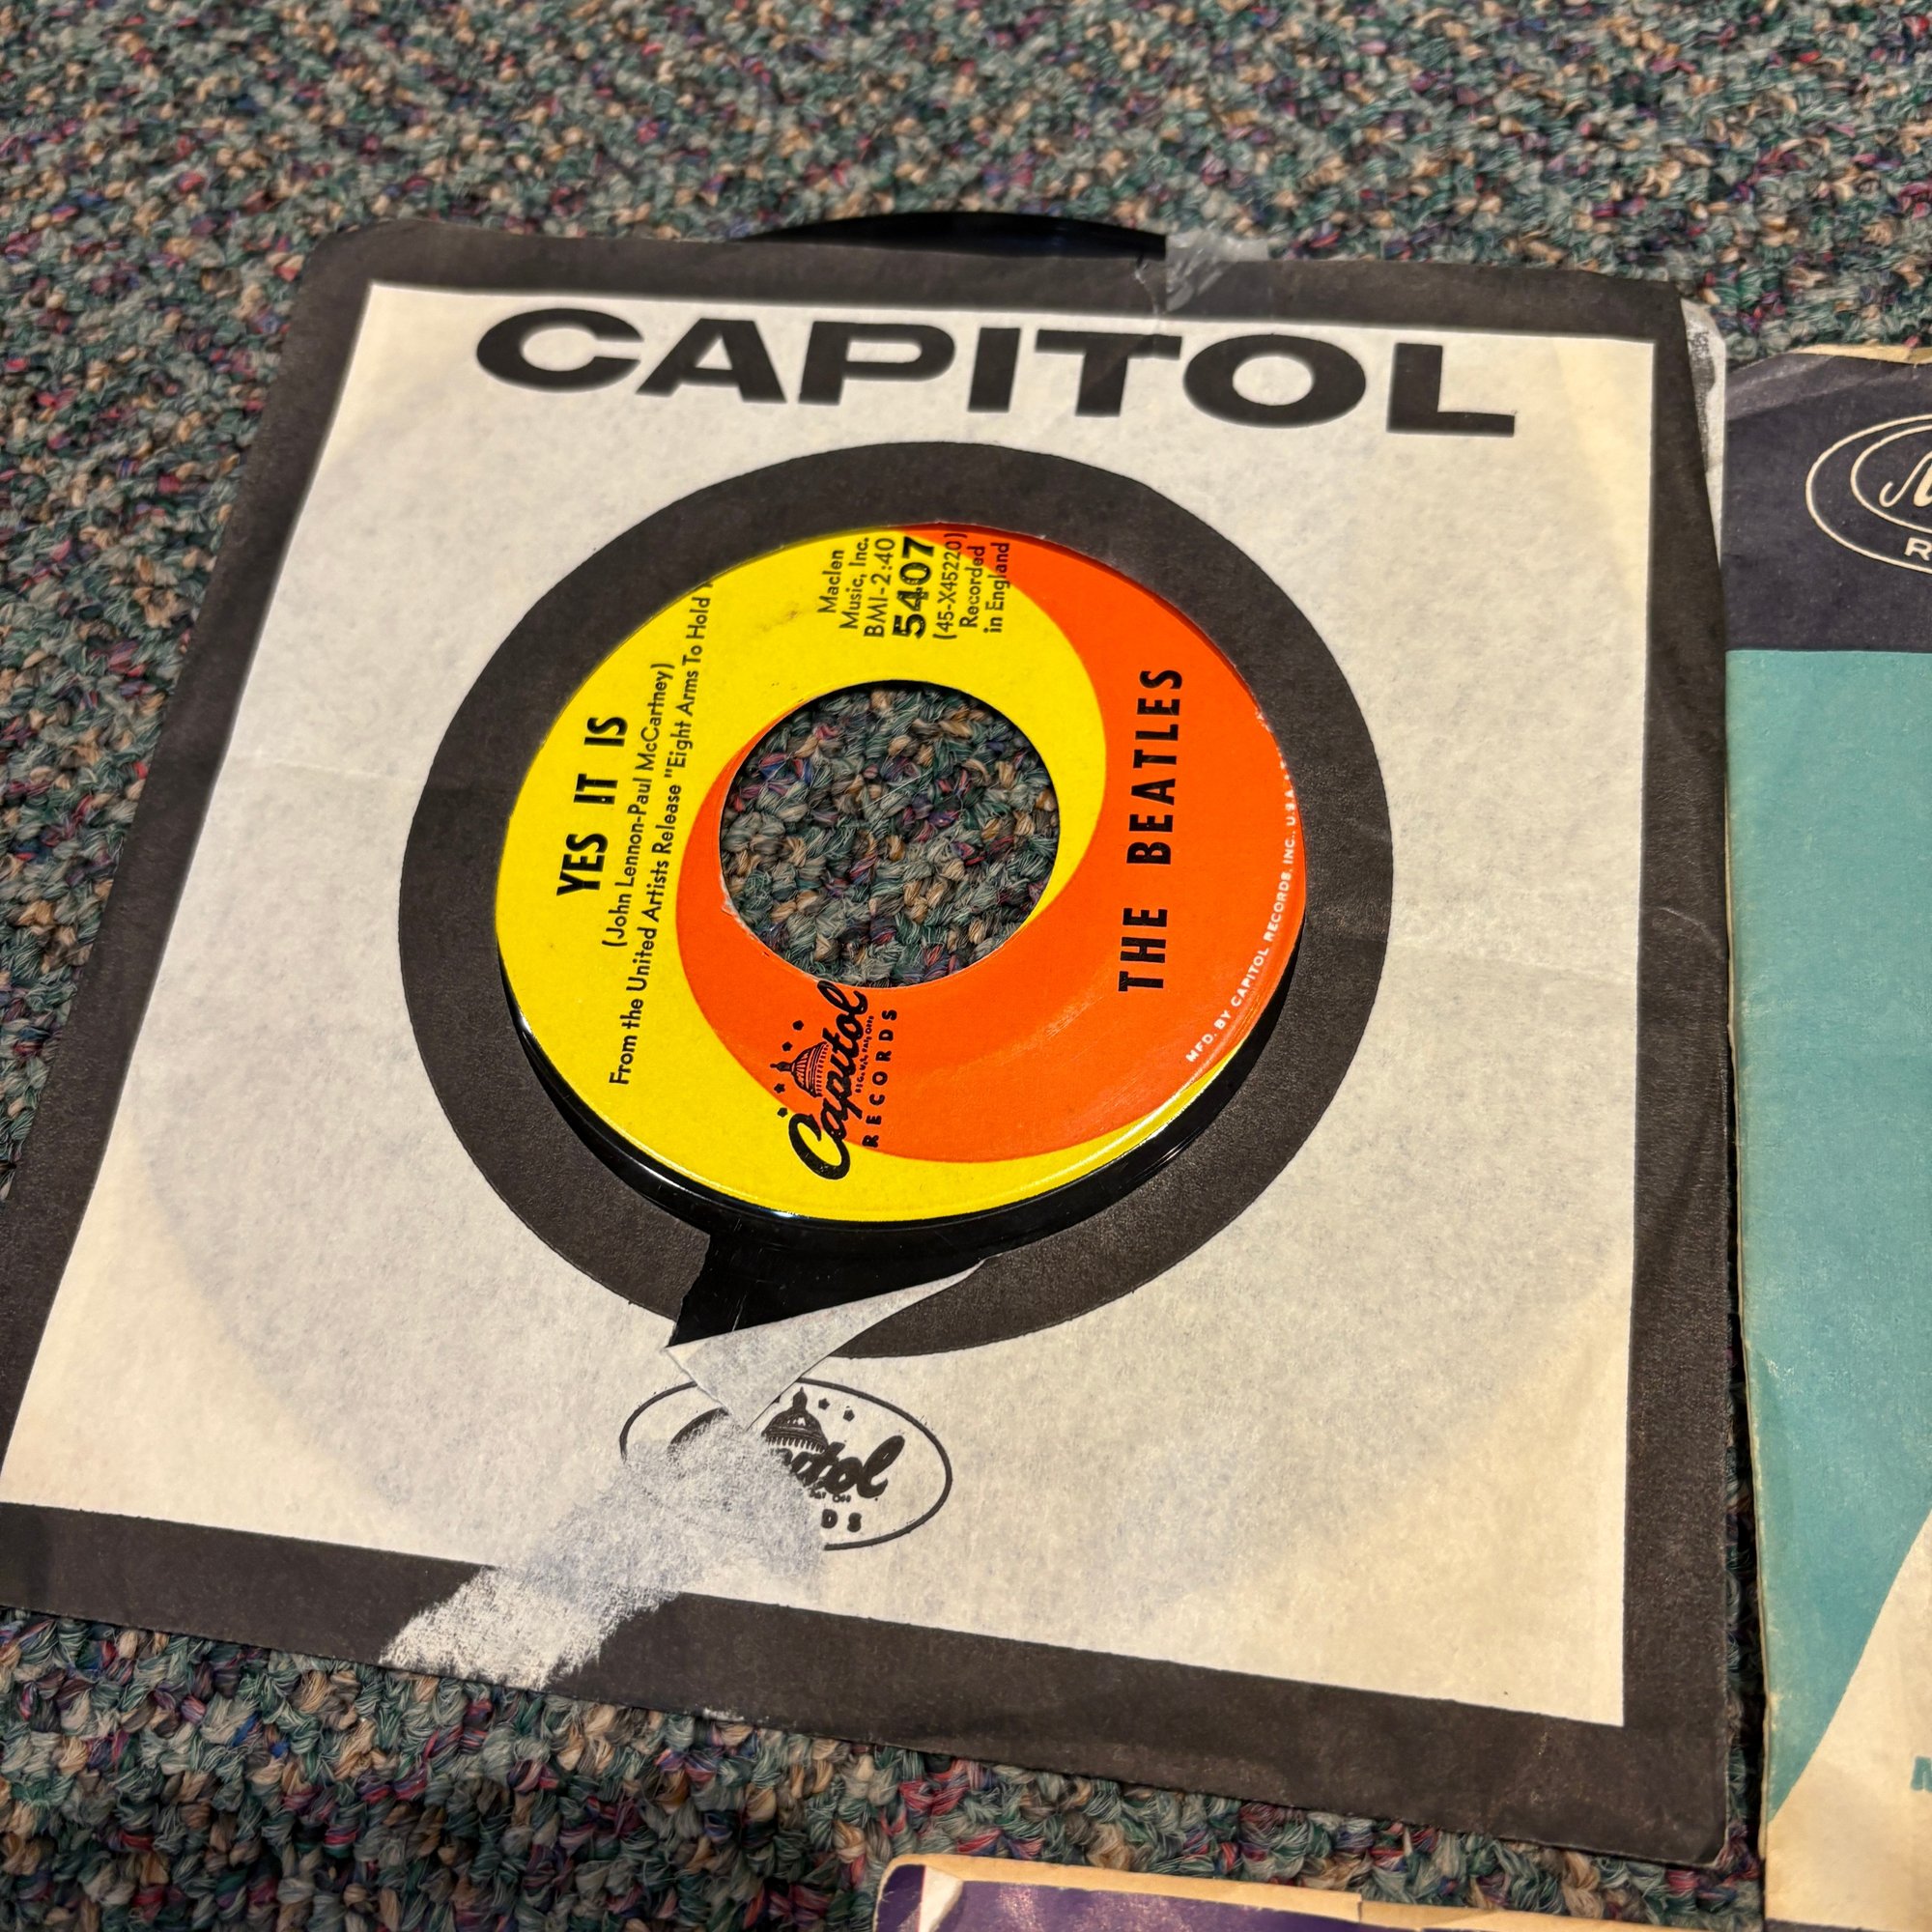 CAPITOL
YES IT IS
(John Lennon-Paul McCartney)
From the United Artists Release "Eight Arms To Hold
Maclen
Music, Inc.
BMI-2:40
5407
(45-X45220)
Recorded
in England
THE BEATLES
Capitol
RECORDS
MFD. BY CAPITOL RECORDS, INC., U.S.A.